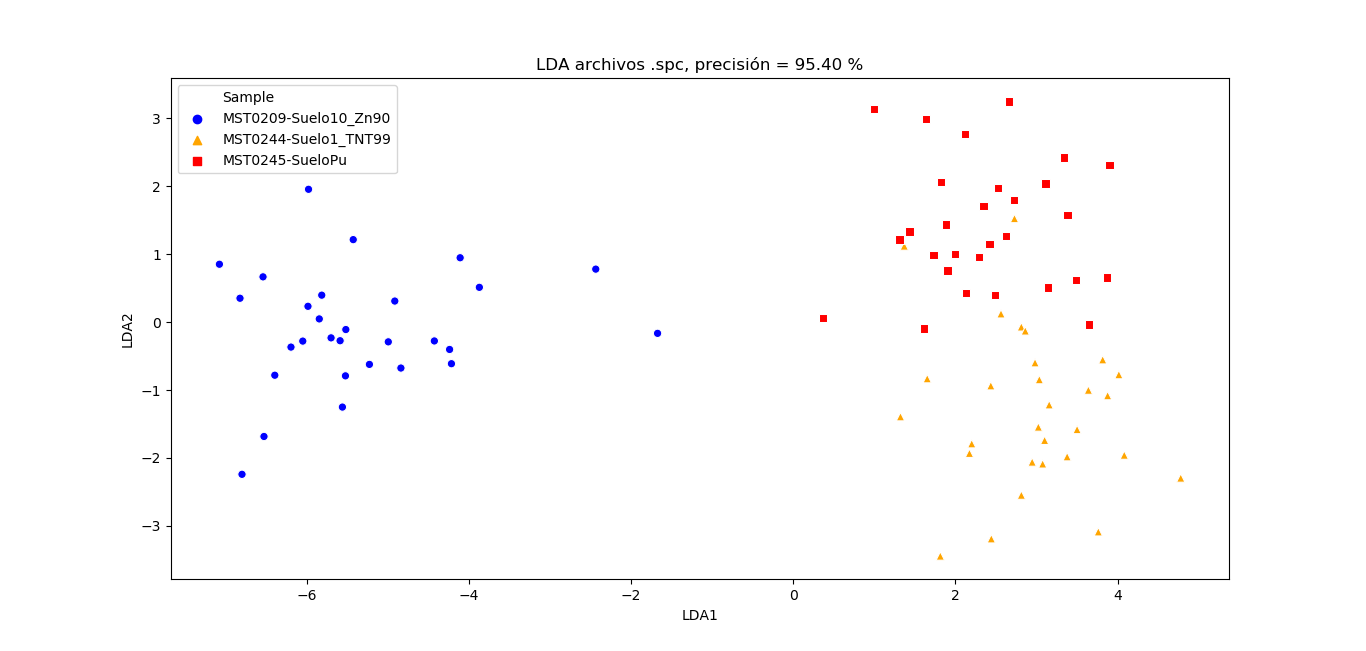 LDA archivos .spc, precisión = 95.40 %
Sample
MST0209-Suelo10_Zn90
MST0244-Suelo1_TNT99
MST0245-SueloPu
3
2
1
0
−1
−2
−3
LDA2
−6
−4
−2
0
2
4
LDA1